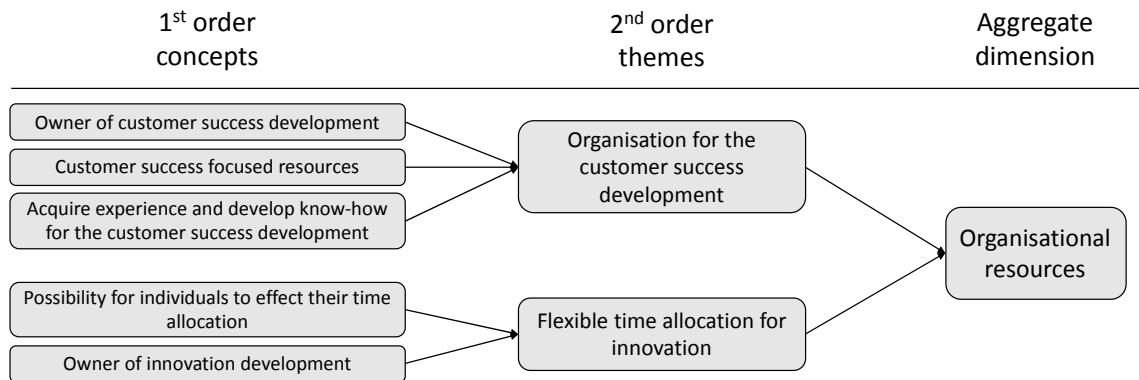 1st order
concepts
2nd order
themes
Aggregate
dimension
Owner of customer success development
Customer success focused resources
Acquire experience and develop know-how
for the customer success development
Organisation for the
customer success
development
Organisational
resources
Possibility for individuals to effect their time
allocation
Owner of innovation development
Flexible time allocation for
innovation